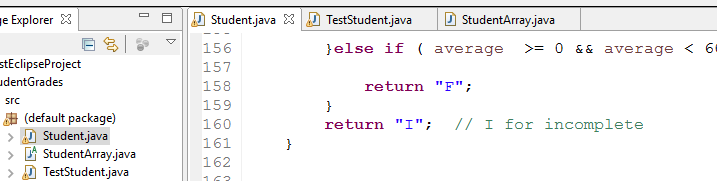 ge Explorer
Student.java
TestStudent.java
StudentArray.java
stEclipseProject
udentGrades
src
(default package)
Student.java
StudentArray.java
TestStudent.java
156 }else if ( average >= 0 && average < 60
157
158 return "F";
159 }
160 return "I"; // I for incomplete
161 }
162